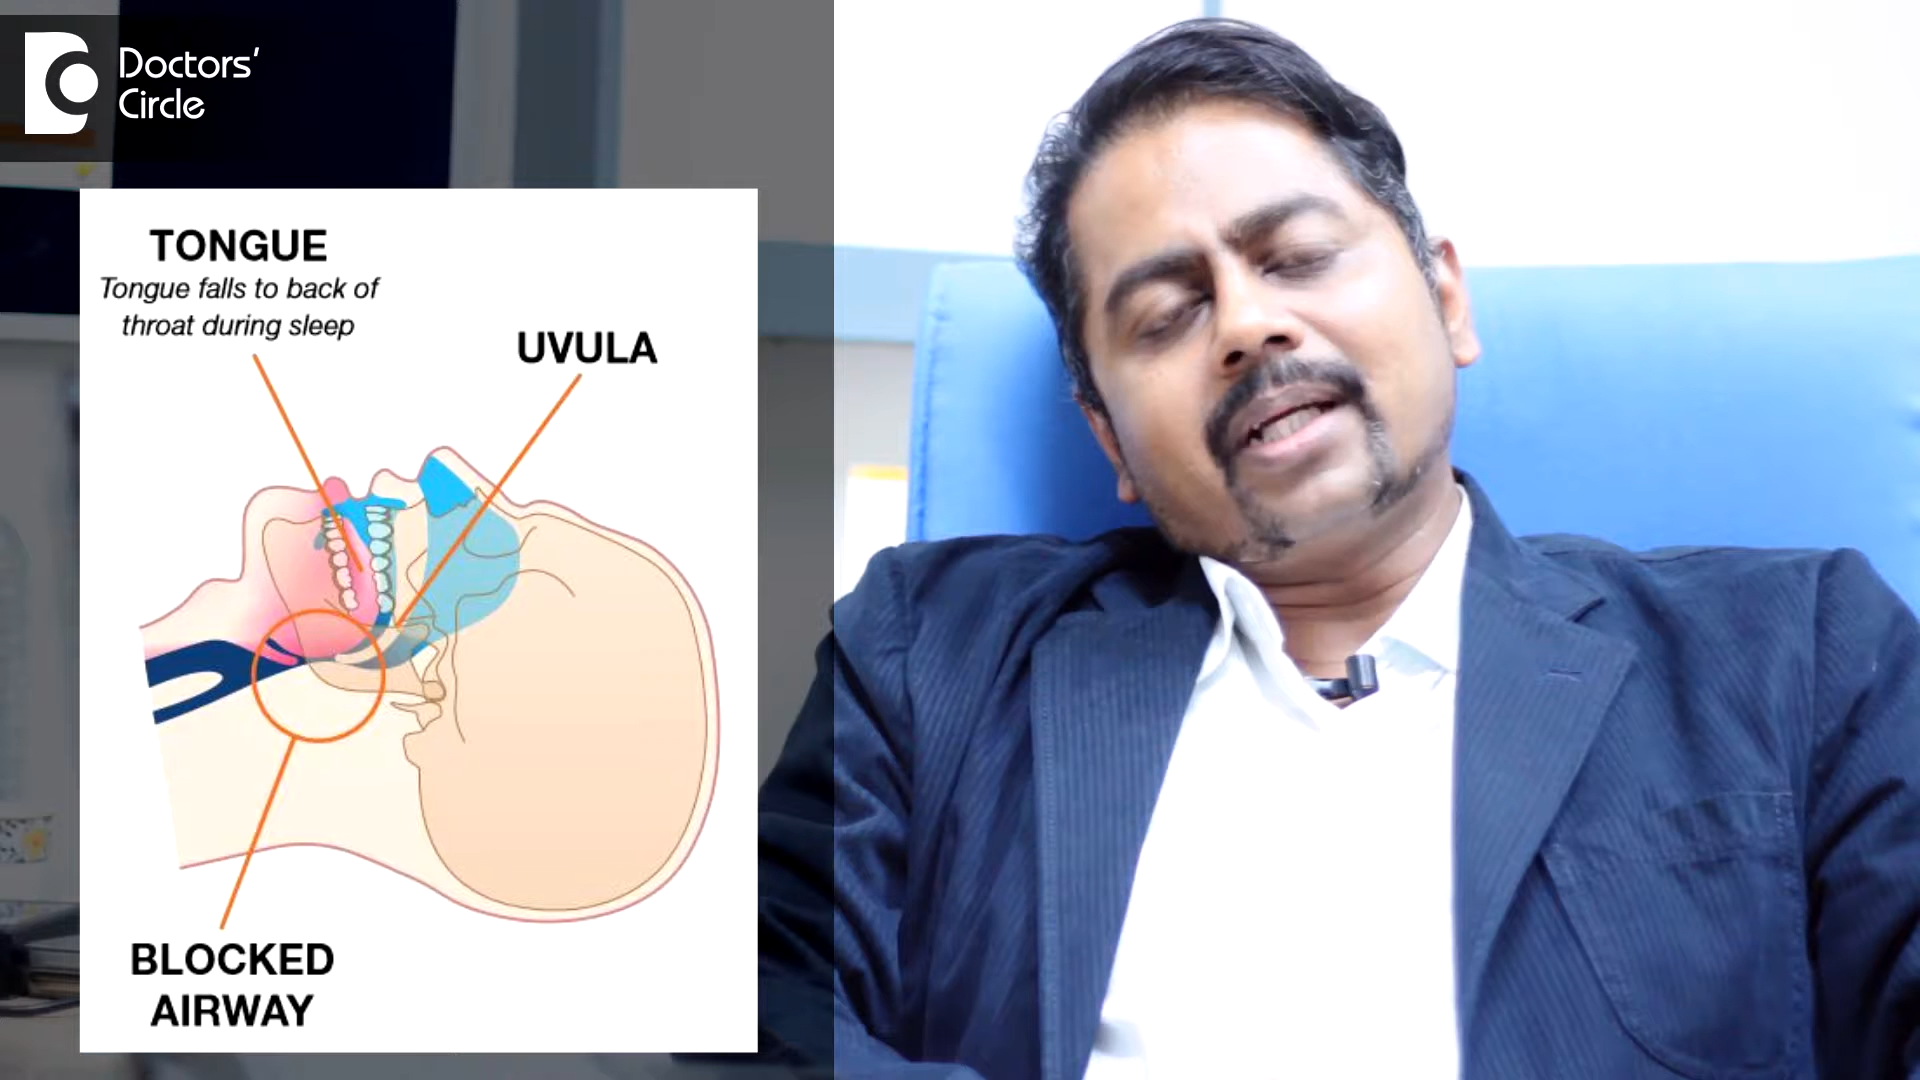 Doctors'
Circle
TONGUE
Tongue falls to back of
throat during sleep
UVULA
BLOCKED
AIRWAY